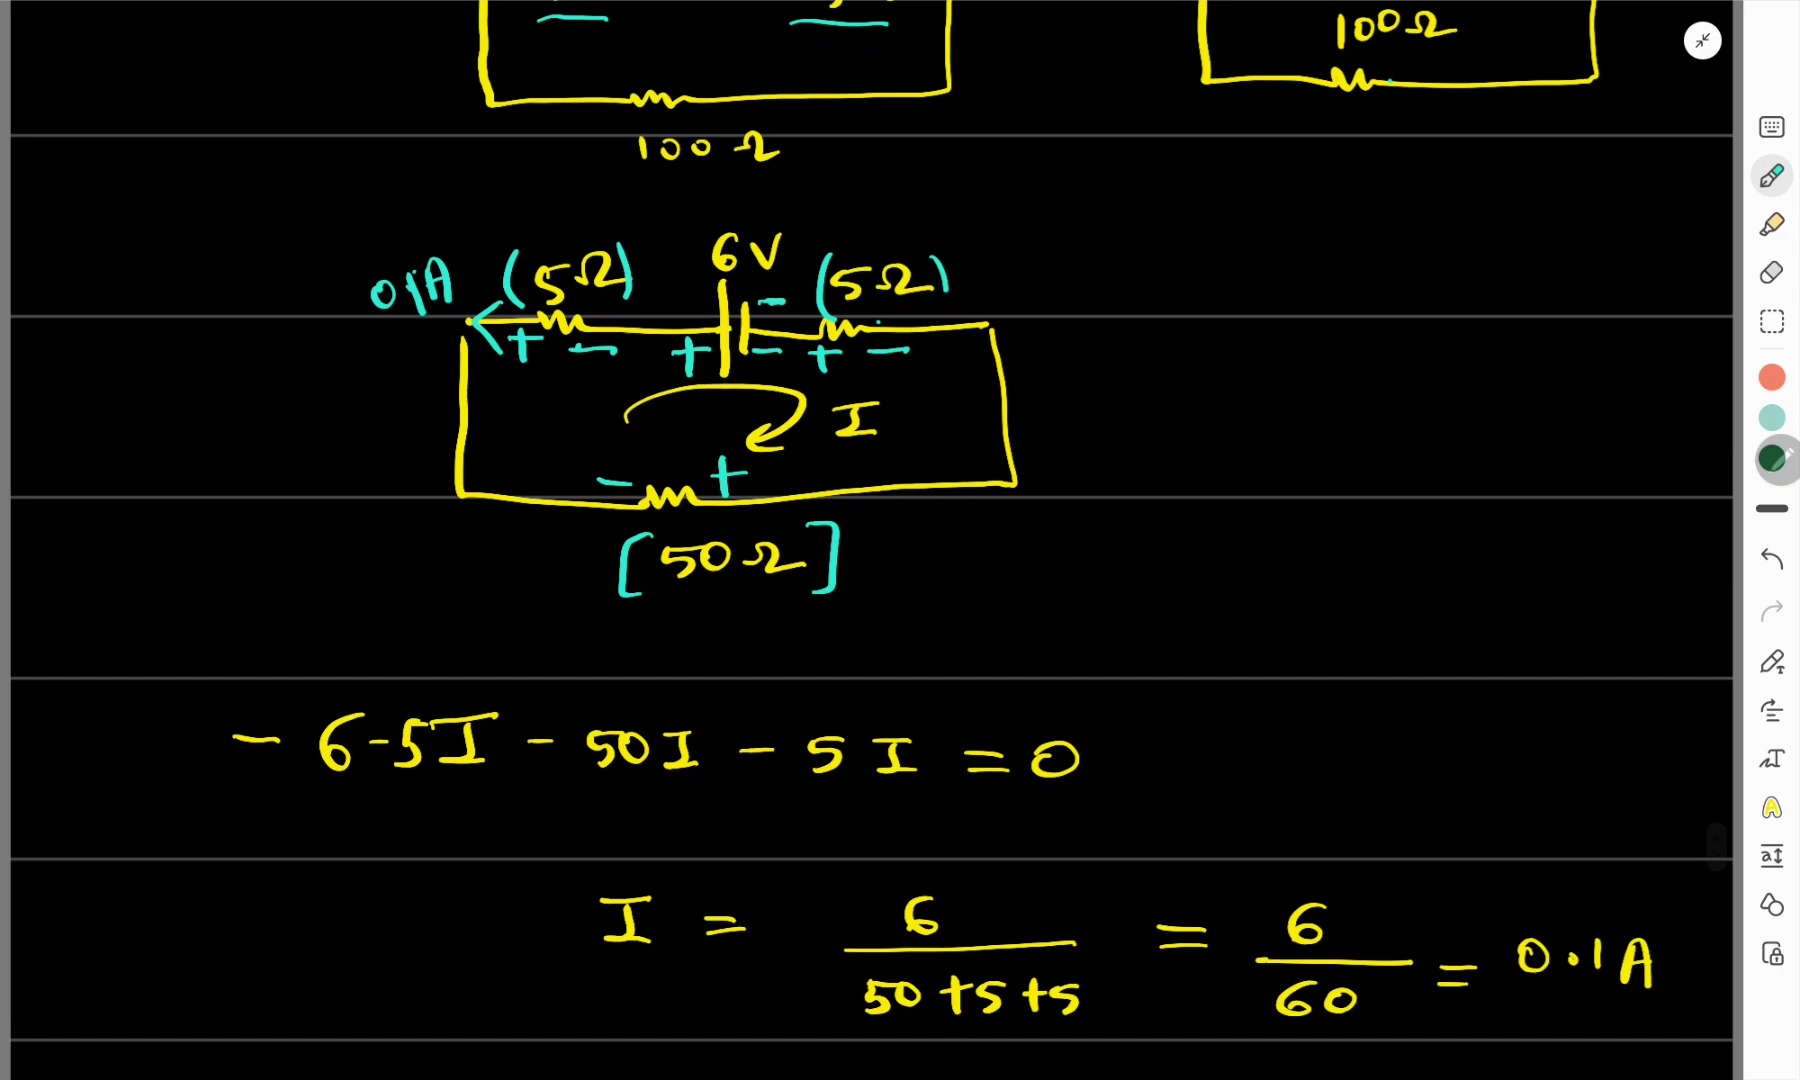 100Ω
100Ω
6V
0.1A (5Ω) (5Ω)
+ - + - + -
I
- +
[50Ω]
- 6 - 5I - 50I - 5I = 0
I = 6 / 50+5+5 = 6 / 60 = 0.1A